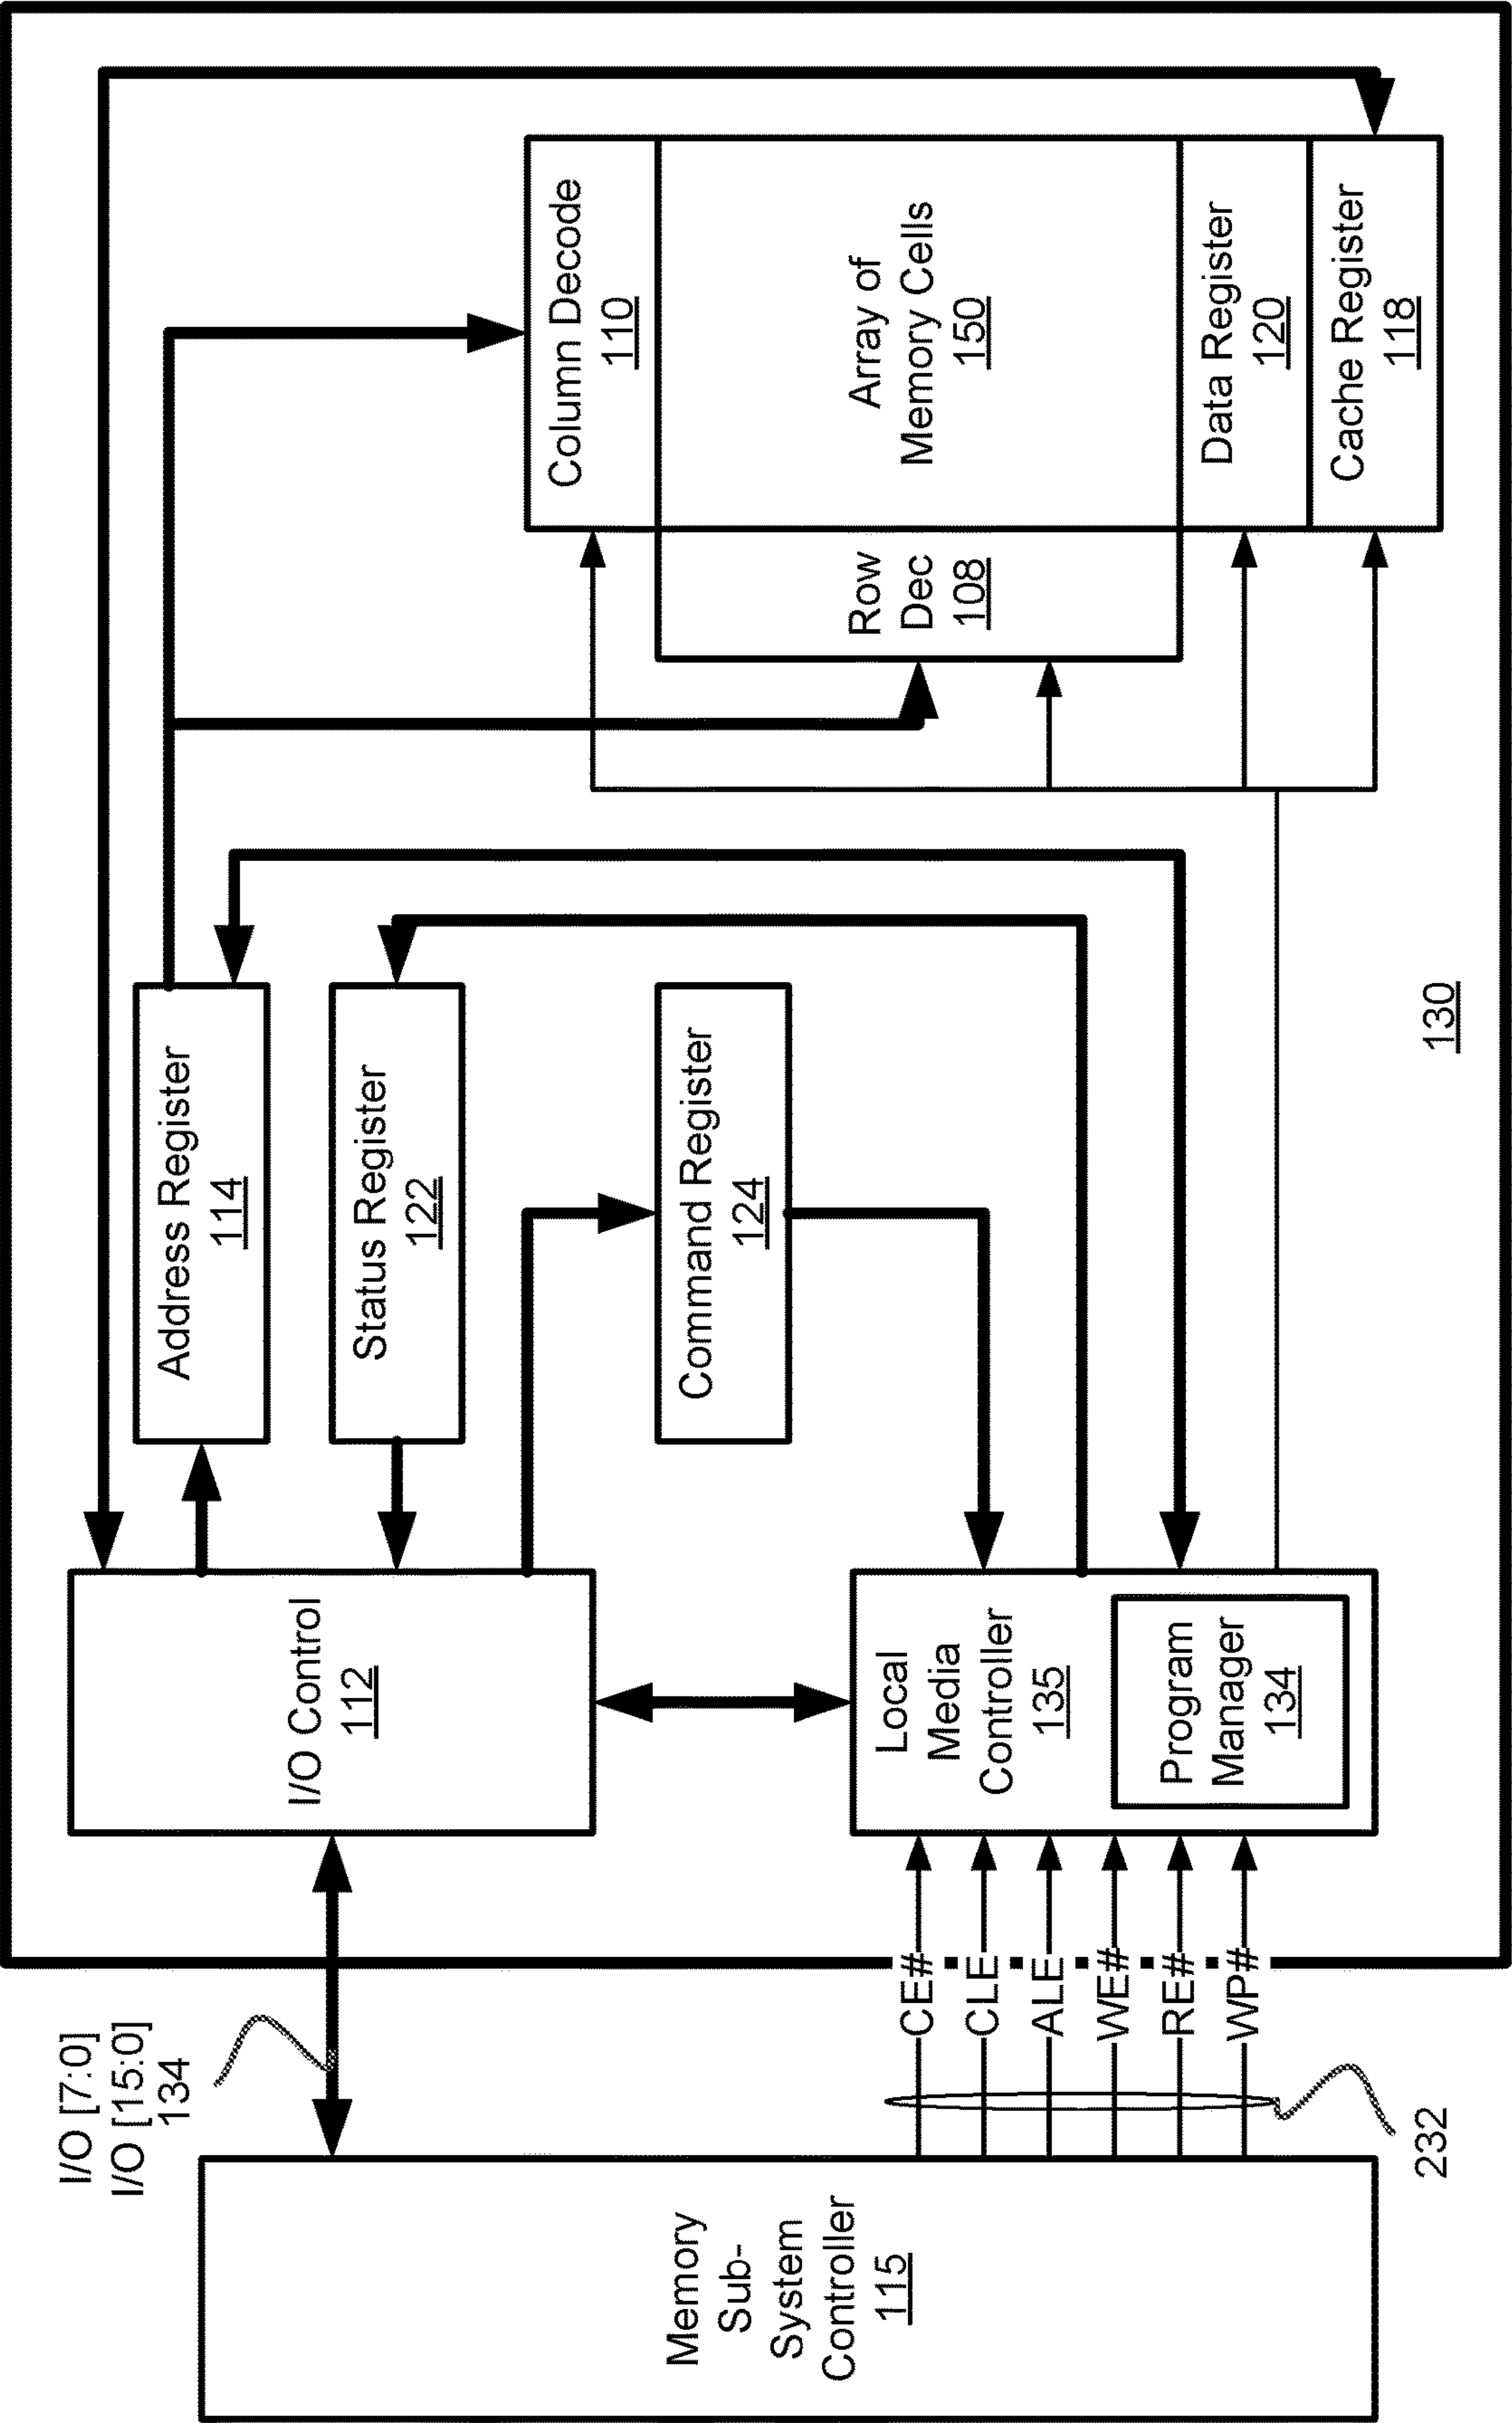 I/O [7:0]
I/O [15:0]
134
Memory
Sub-
System
Controller
115
CE#
CLE
ALE
WE#
RE#
WP#
232
I/O Control
112
Local
Media
Controller
135
Program
Manager
134
Address Register
114
Status Register
122
Command Register
124
130
Row
Dec
108
Column Decode
110
Array of
Memory Cells
150
Data Register
120
Cache Register
118